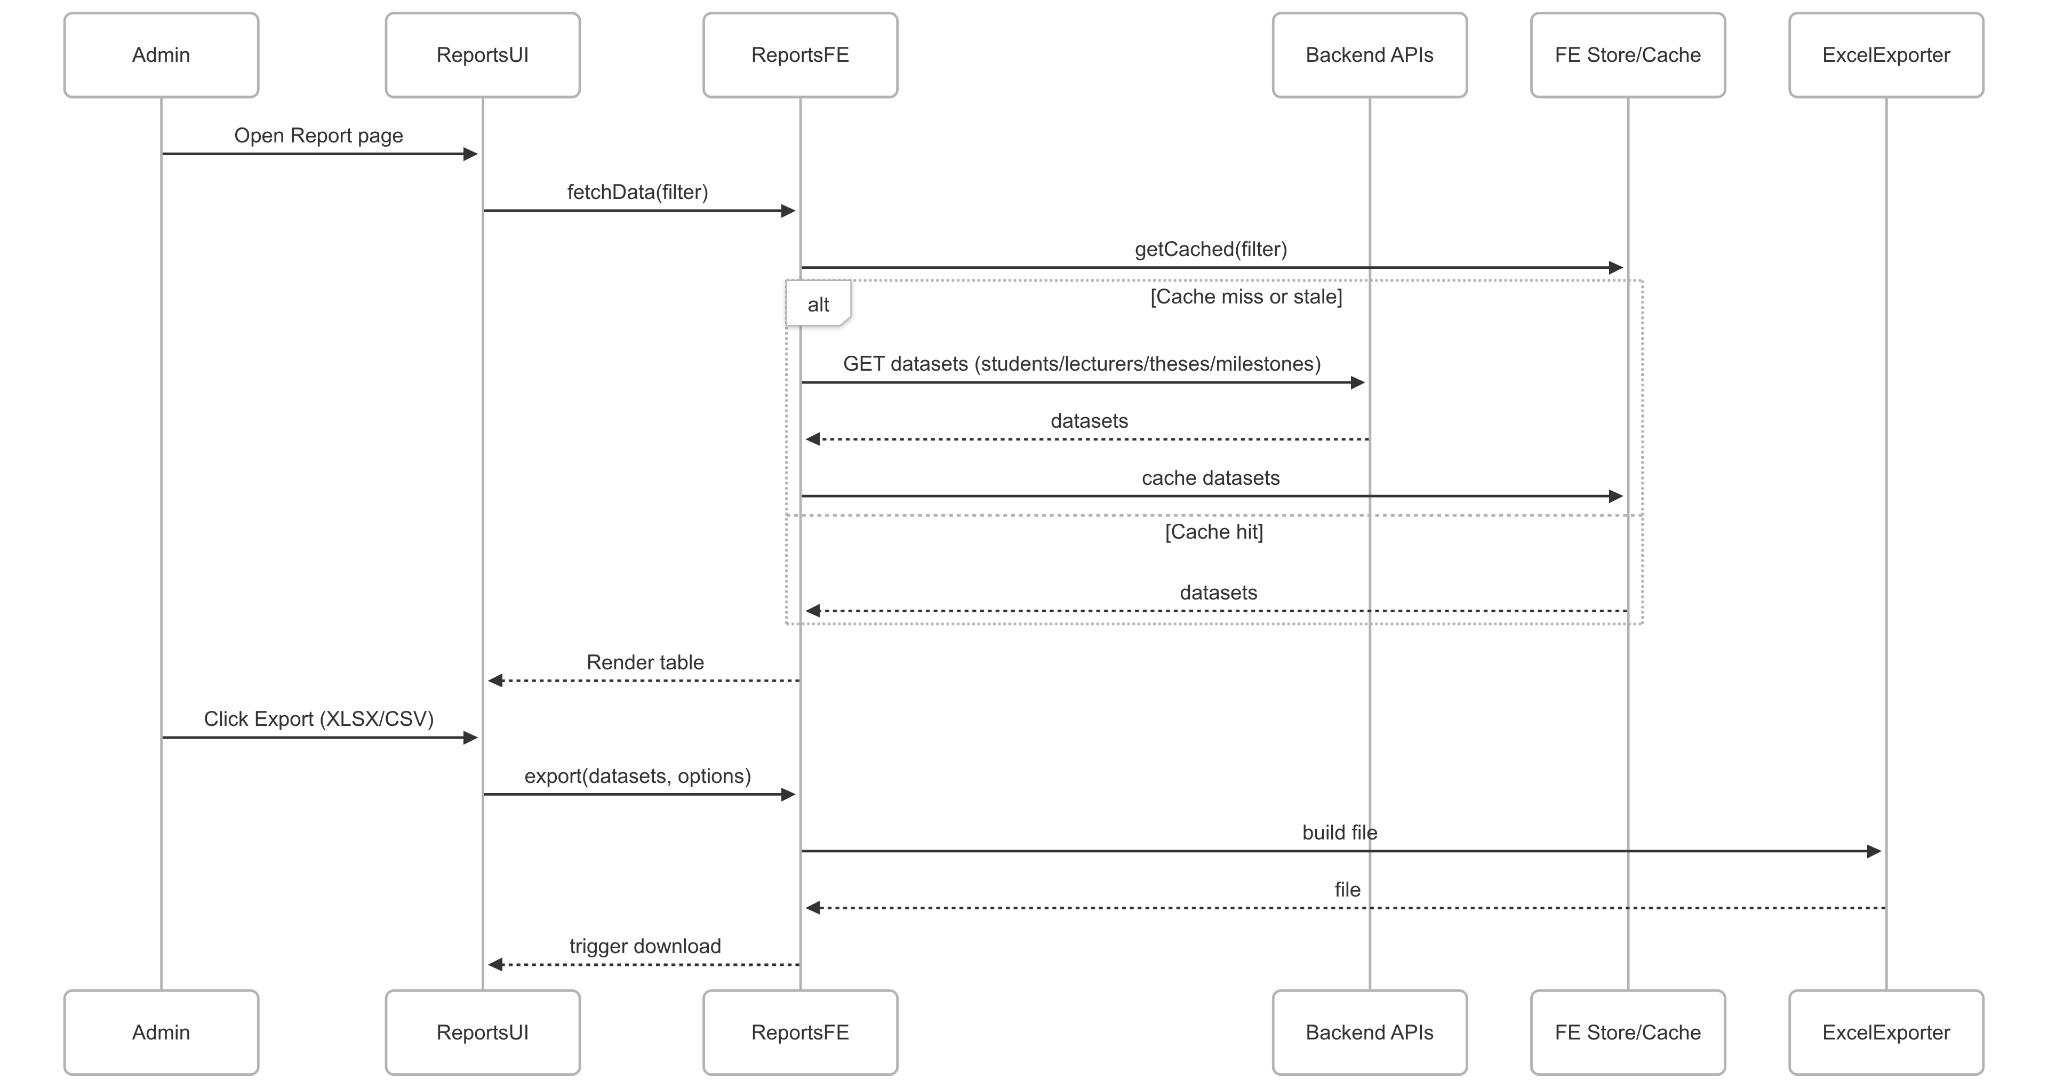 Admin
ReportsUI
ReportsFE
Backend APIs
FE Store/Cache
ExcelExporter
Open Report page
fetchData(filter)
getCached(filter)
alt
[Cache miss or stale]
GET datasets (students/lecturers/theses/milestones)
datasets
cache datasets
[Cache hit]
datasets
Render table
Click Export (XLSX/CSV)
export(datasets, options)
build file
file
trigger download
Admin
ReportsUI
ReportsFE
Backend APIs
FE Store/Cache
ExcelExporter